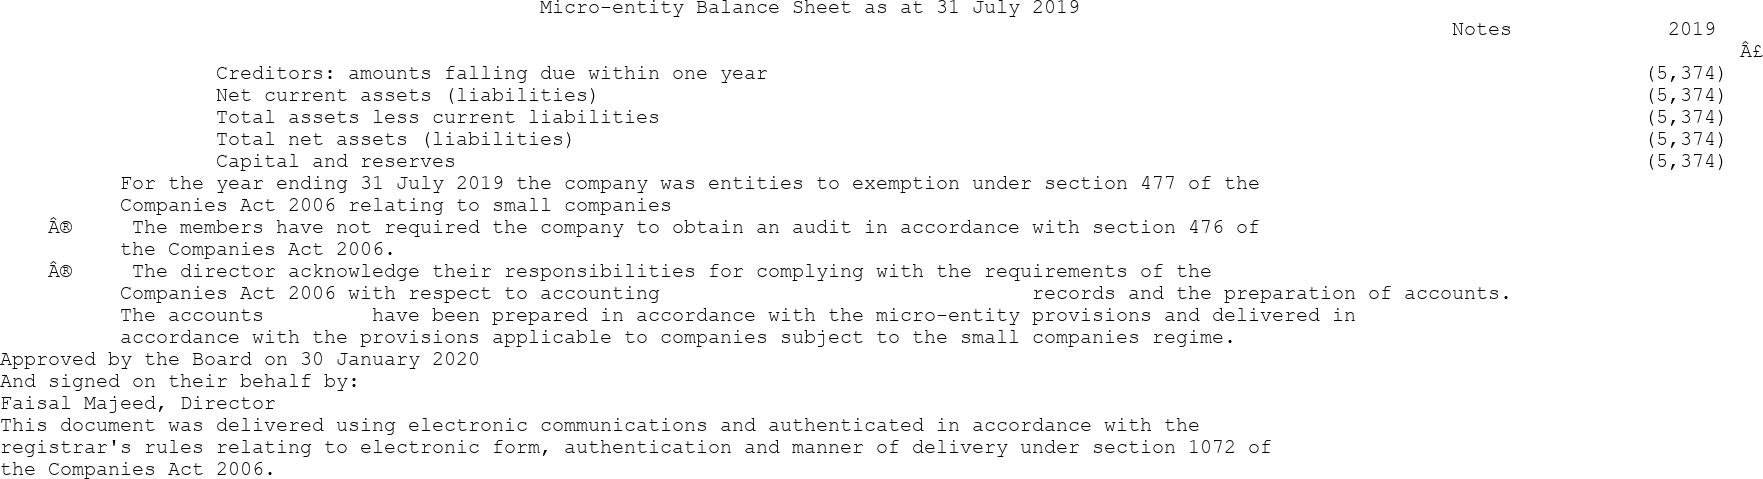 Micro-entity Balance Sheet as at 31 July 2019
Notes 2019
Â£
Creditors: amounts falling due within one year (5,374)
Net current assets (liabilities) (5,374)
Total assets less current liabilities (5,374)
Total net assets (liabilities) (5,374)
Capital and reserves (5,374)
For the year ending 31 July 2019 the company was entities to exemption under section 477 of the
Companies Act 2006 relating to small companies
Â® The members have not required the company to obtain an audit in accordance with section 476 of
the Companies Act 2006.
Â® The director acknowledge their responsibilities for complying with the requirements of the
Companies Act 2006 with respect to accounting records and the preparation of accounts.
The accounts have been prepared in accordance with the micro-entity provisions and delivered in
accordance with the provisions applicable to companies subject to the small companies regime.
Approved by the Board on 30 January 2020
And signed on their behalf by:
Faisal Majeed, Director
This document was delivered using electronic communications and authenticated in accordance with the
registrar's rules relating to electronic form, authentication and manner of delivery under section 1072 of
the Companies Act 2006.